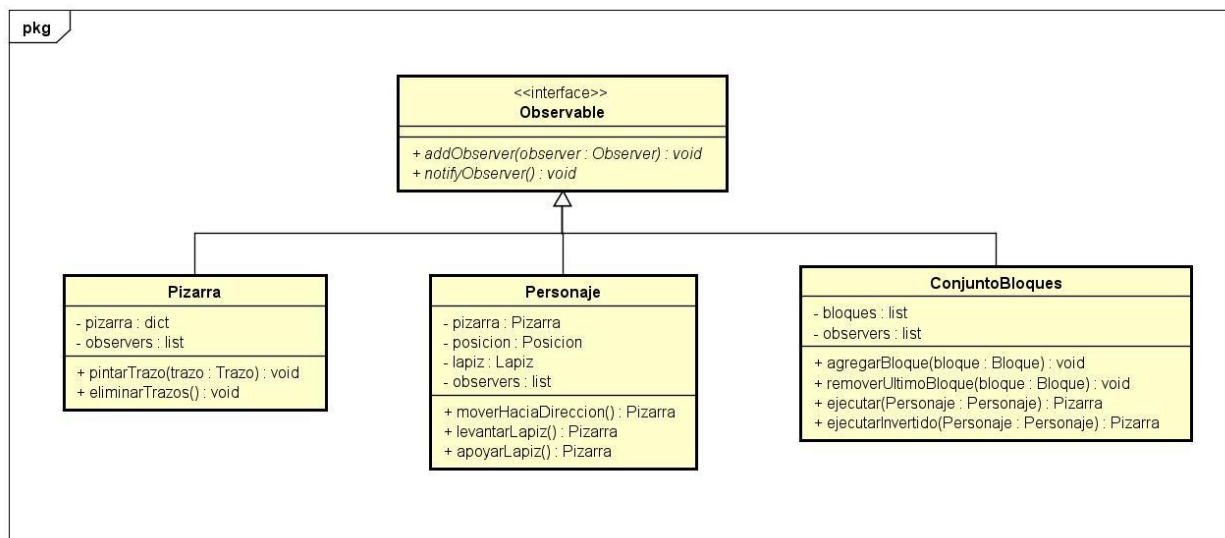 pkg
<<interface>>
Observable
+ addObserver(observer : Observer) : void
+ notifyObserver() : void
Pizarra
- pizarra : dict
- observers : list
+ pintarTrazo(trazo : Trazo) : void
+ eliminarTrazos() : void
Personaje
- pizarra : Pizarra
- posicion : Posicion
- lapiz : Lapiz
- observers : list
+ moverHaciaDireccion() : Pizarra
+ levantarLapiz() : Pizarra
+ apoyarLapiz() : Pizarra
ConjuntoBloques
- bloques : list
- observers : list
+ agregarBloque(bloque : Bloque) : void
+ removerUltimoBloque(bloque : Bloque) : void
+ ejecutar(Personaje : Personaje) : Pizarra
+ ejecutarInvertido(Personaje : Personaje) : Pizarra